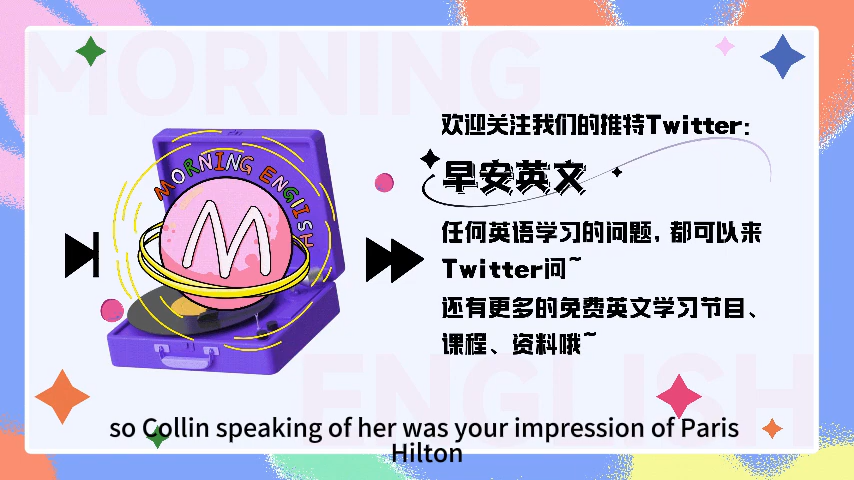 MORNING
欢迎关注我们的推特Twitter:
MORNING ENGLISH
早安英文
M
任何英语学习的问题,都可以来
Twitter问~
还有更多的免费英文学习节目、
课程、资料哦~
ENGLISH
so Collin speaking of her was your impression of Paris
Hilton